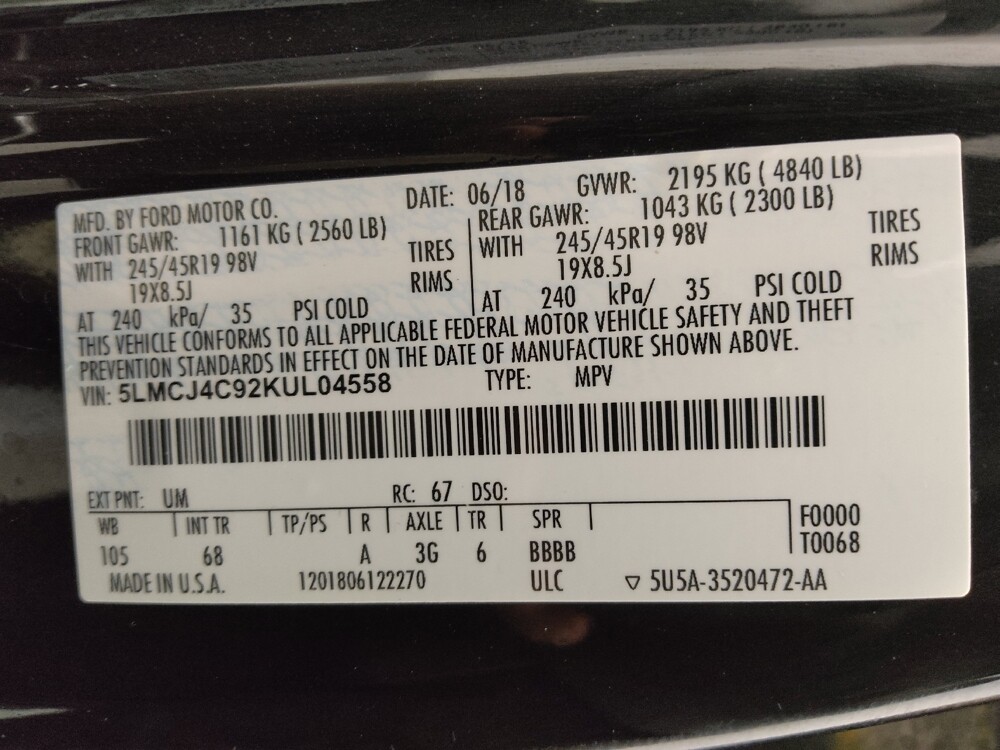 MFD. BY FORD MOTOR CO. DATE: 06/18 GVWR: 2195 KG ( 4840 LB)
FRONT GAWR: 1161 KG ( 2560 LB) REAR GAWR: 1043 KG ( 2300 LB)
WITH 245/45R19 98V TIRES WITH 245/45R19 98V TIRES
19X8.5J RIMS 19X8.5J RIMS
AT 240 kPa/ 35 PSI COLD AT 240 kPa/ 35 PSI COLD
THIS VEHICLE CONFORMS TO ALL APPLICABLE FEDERAL MOTOR VEHICLE SAFETY AND THEFT
PREVENTION STANDARDS IN EFFECT ON THE DATE OF MANUFACTURE SHOWN ABOVE.
VIN: 5LMCJ4C92KUL04558 TYPE: MPV
EXT PNT: UM RC: 67 DSO:
WB INT TR TP/PS R AXLE TR SPR F0000
105 68 A 3G 6 BBBB T0068
MADE IN U.S.A. 1201806122270 ULC ▽ 5U5A-3520472-AA